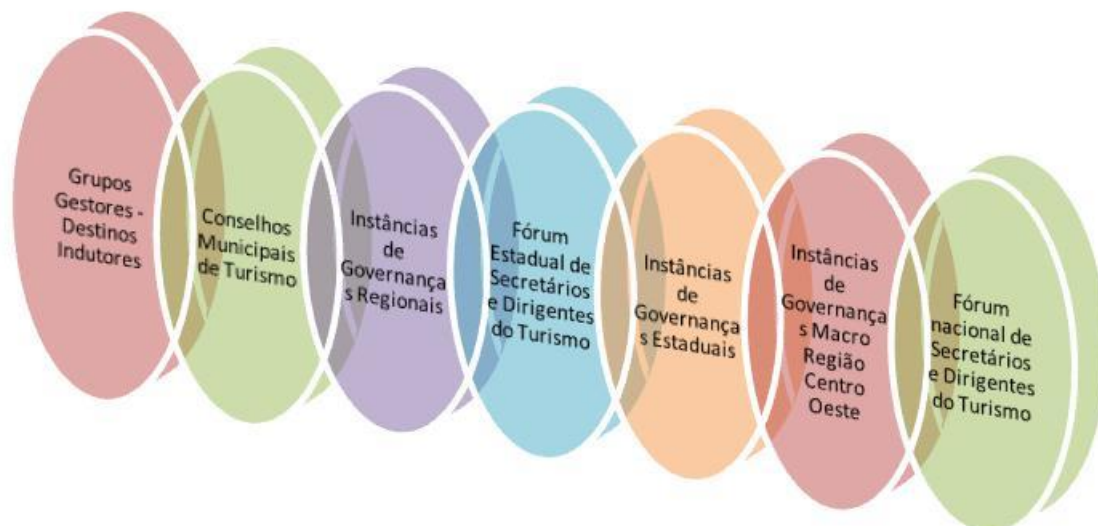 Grupos
Gestores -
Destinos
Indutores
Conselhos
Municipais
de Turismo
Instâncias
de
Governança
s Regionais
Fórum
Estadual de
Secretários
e Dirigentes
do Turismo
Instâncias
de
Governança
s Estaduais
Instâncias
de
Governança
s Macro
Região
Centro
Oeste
Fórum
nacional de
Secretários
e Dirigentes
do Turismo